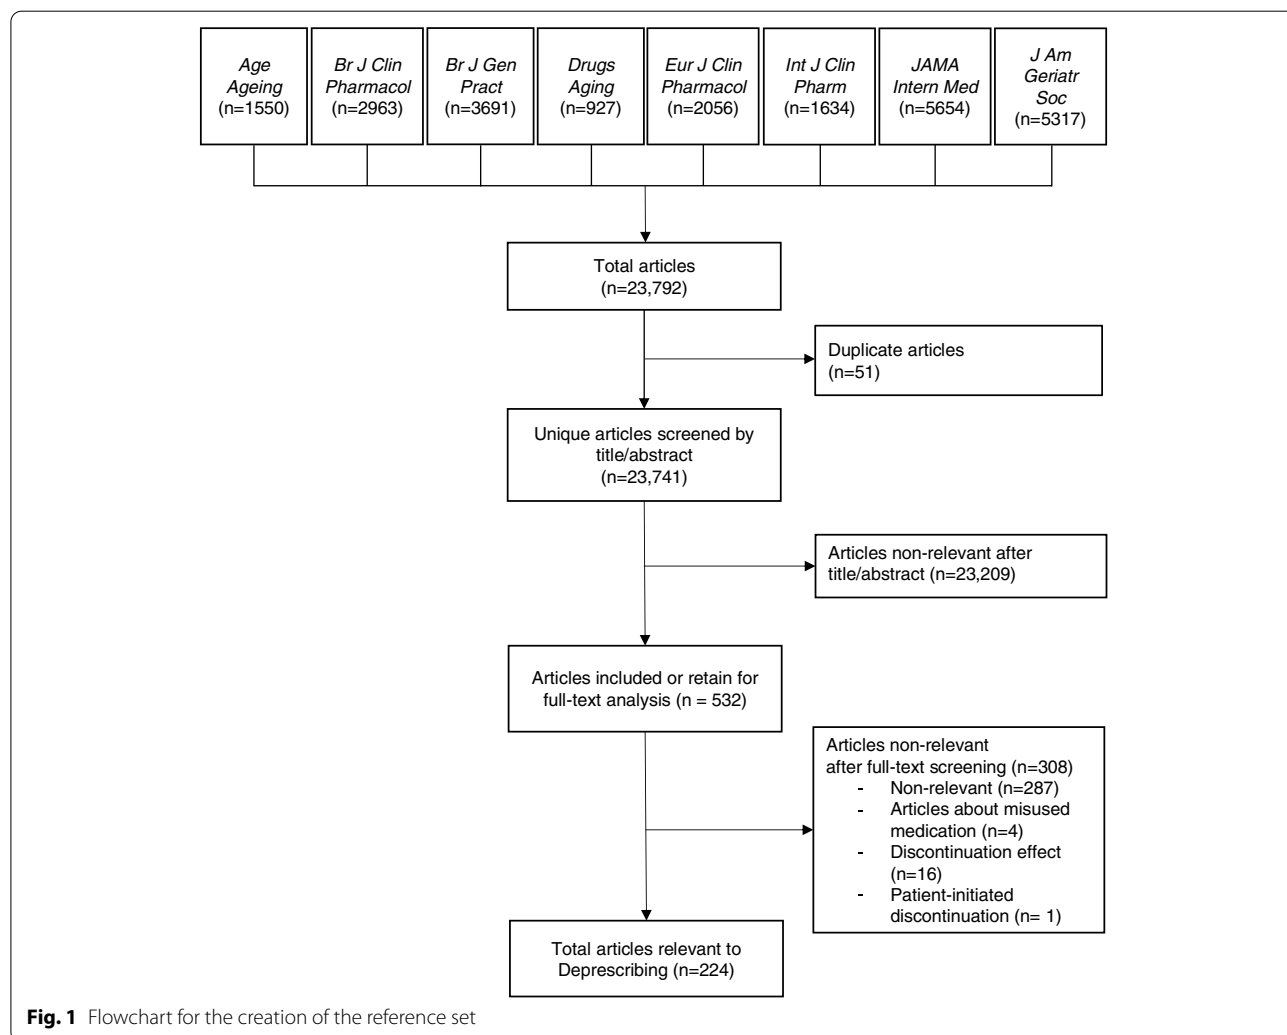 Age
Ageing
(n=1550)
Br J Clin
Pharmacol
(n=2963)
Br J Gen
Pract
(n=3691)
Drugs
Aging
(n=927)
Eur J Clin
Pharmacol
(n=2056)
Int J Clin
Pharm
(n=1634)
JAMA
Intern Med
(n=5654)
J Am
Geriatr
Soc
(n=5317)
Total articles
(n=23,792)
Duplicate articles
(n=51)
Unique articles screened by
title/abstract
(n=23,741)
Articles non-relevant after
title/abstract (n=23,209)
Articles included or retain for
full-text analysis (n = 532)
Articles non-relevant
after full-text screening (n=308)
- Non-relevant (n=287)
- Articles about misused
medication (n=4)
- Discontinuation effect
(n=16)
- Patient-initiated
discontinuation (n= 1)
Total articles relevant to
Deprescribing (n=224)
Fig. 1 Flowchart for the creation of the reference set